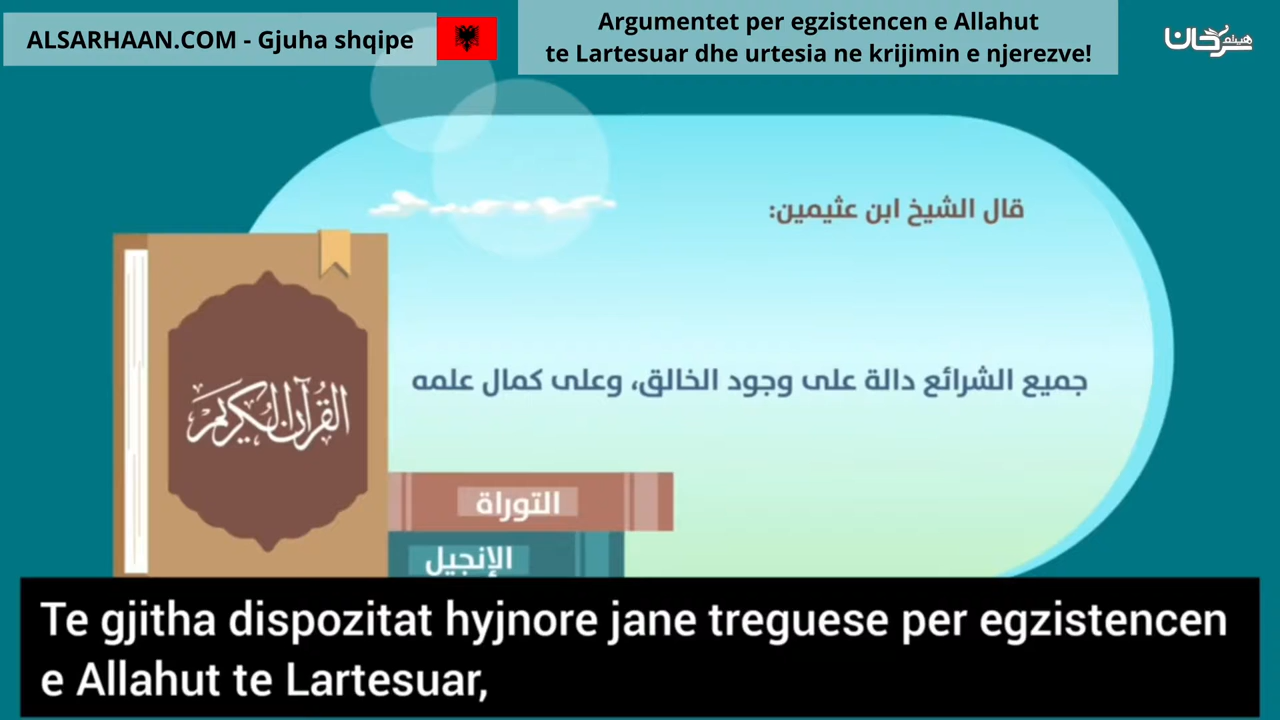 ALSARHAAN.COM - Gjuha shqipe
Argumentet per egzistencen e Allahut
te Lartesuar dhe urtesia ne krijimin e njerezve!
هيثم سرحان
قال الشيخ ابن عثيمين:
جميع الشرائع دالة على وجود الخالق، وعلى كمال علمه
القرآن الكريم
التوراة
الإنجيل
Te gjitha dispozitat hyjnore jane treguese per egzistencen
e Allahut te Lartesuar,